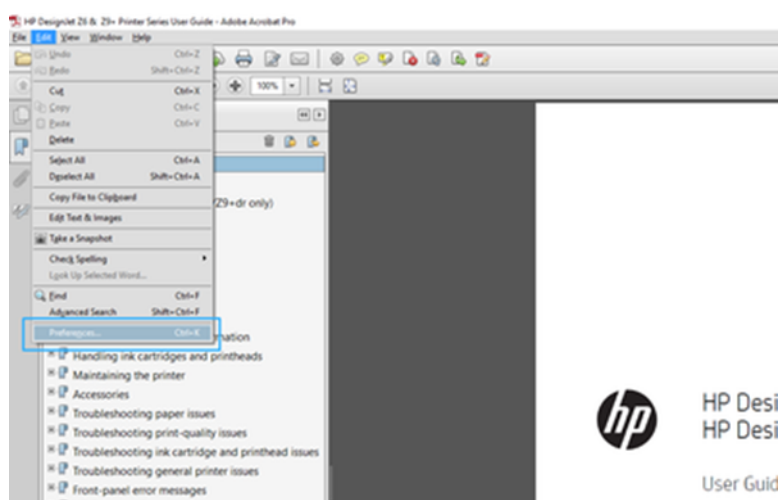 HP DesignJet Z6 & Z9+ Printer Series User Guide - Adobe Acrobat Pro
File Edit View Window Help
Undo Ctrl+Z
Redo Shift+Ctrl+Z
100%
Cut Ctrl+X
Copy Ctrl+C
Paste Ctrl+V
Delete
Select All Ctrl+A
Deselect All Shift+Ctrl+A
Copy File to Clipboard
/Z9+dr only)
Edit Text & Images
Take a Snapshot
Check Spelling
Look Up Selected Word...
Find Ctrl+F
Advanced Search Shift+Ctrl+F
Preferences... Ctrl+K
mation
Handling ink cartridges and printheads
Maintaining the printer
Accessories
Troubleshooting paper issues
Troubleshooting print-quality issues
Troubleshooting ink cartridge and printhead issues
Troubleshooting general printer issues
Front-panel error messages
hp
HP Desi
HP Desi
User Guid